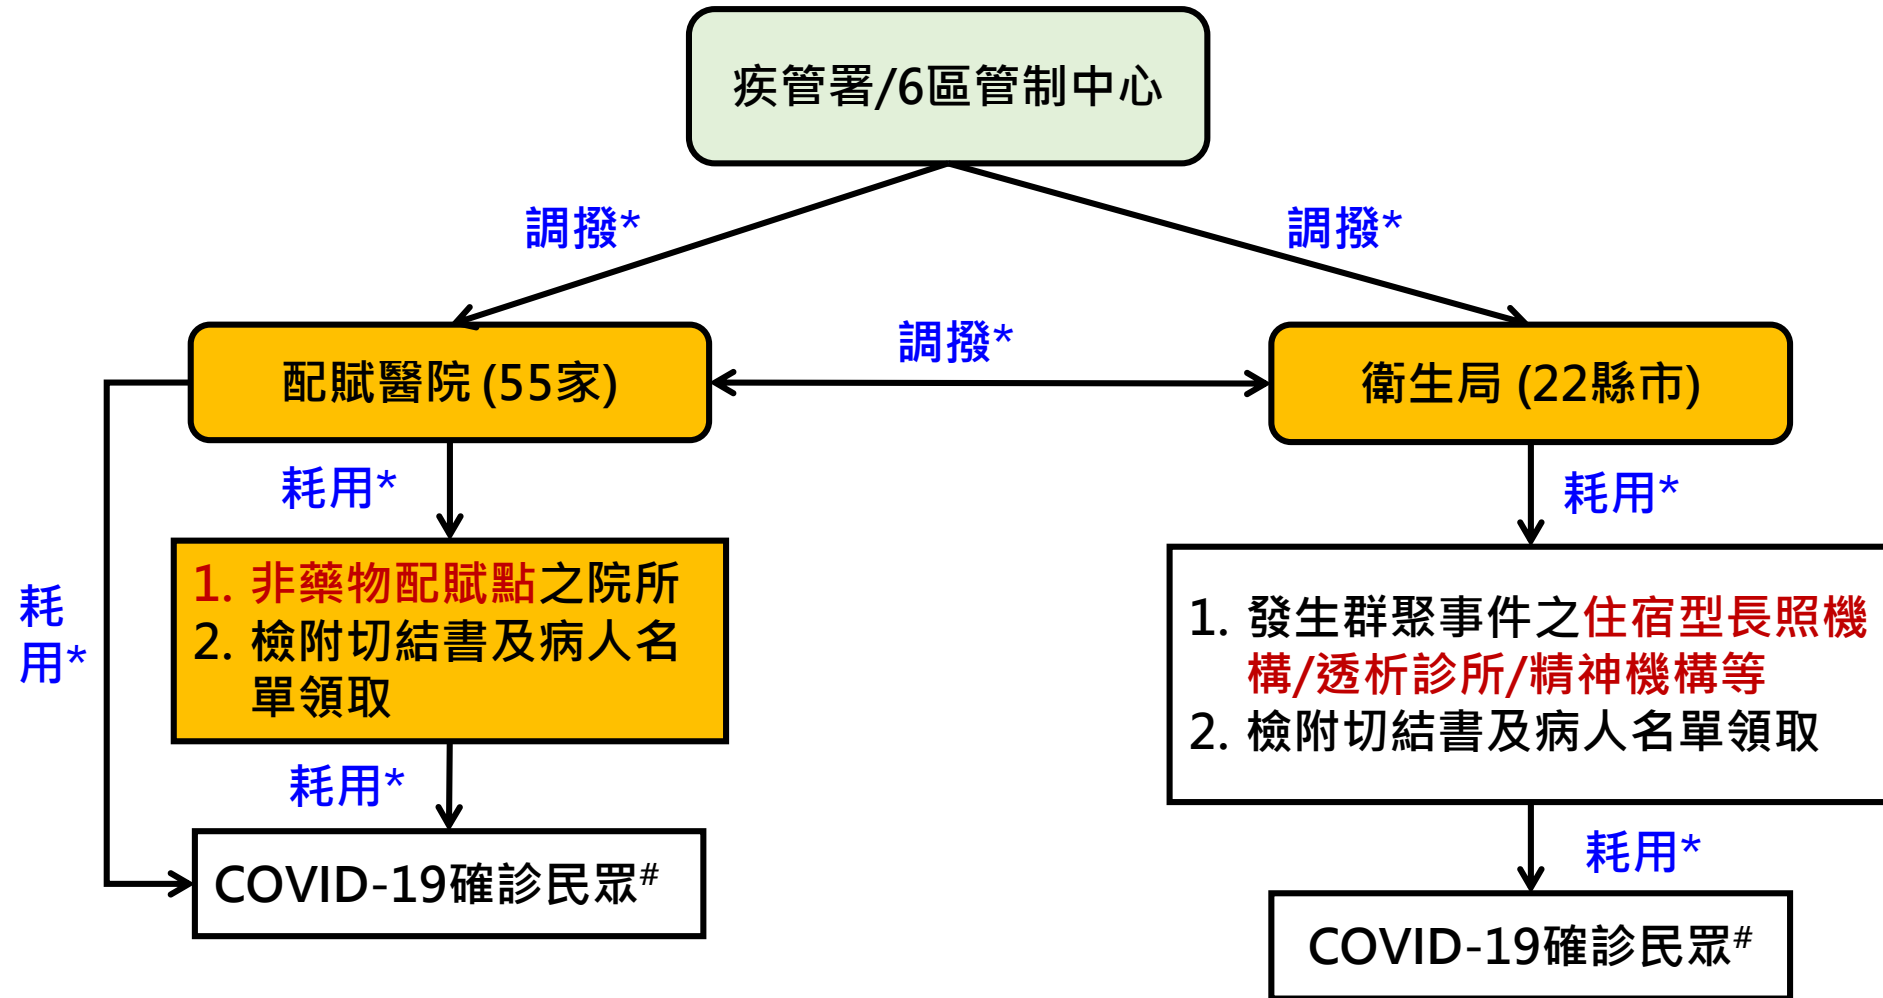 疾管署/6區管制中心
調撥*
調撥*
調撥*
配賦醫院 (55家)
衛生局 (22縣市)
耗用*
耗用*
耗
用*
1. 非藥物配賦點之院所
2. 檢附切結書及病人名
單領取
1. 發生群聚事件之住宿型長照機
構/透析診所/精神機構等
2. 檢附切結書及病人名單領取
耗用*
耗用*
COVID-19確診民眾#
COVID-19確診民眾#